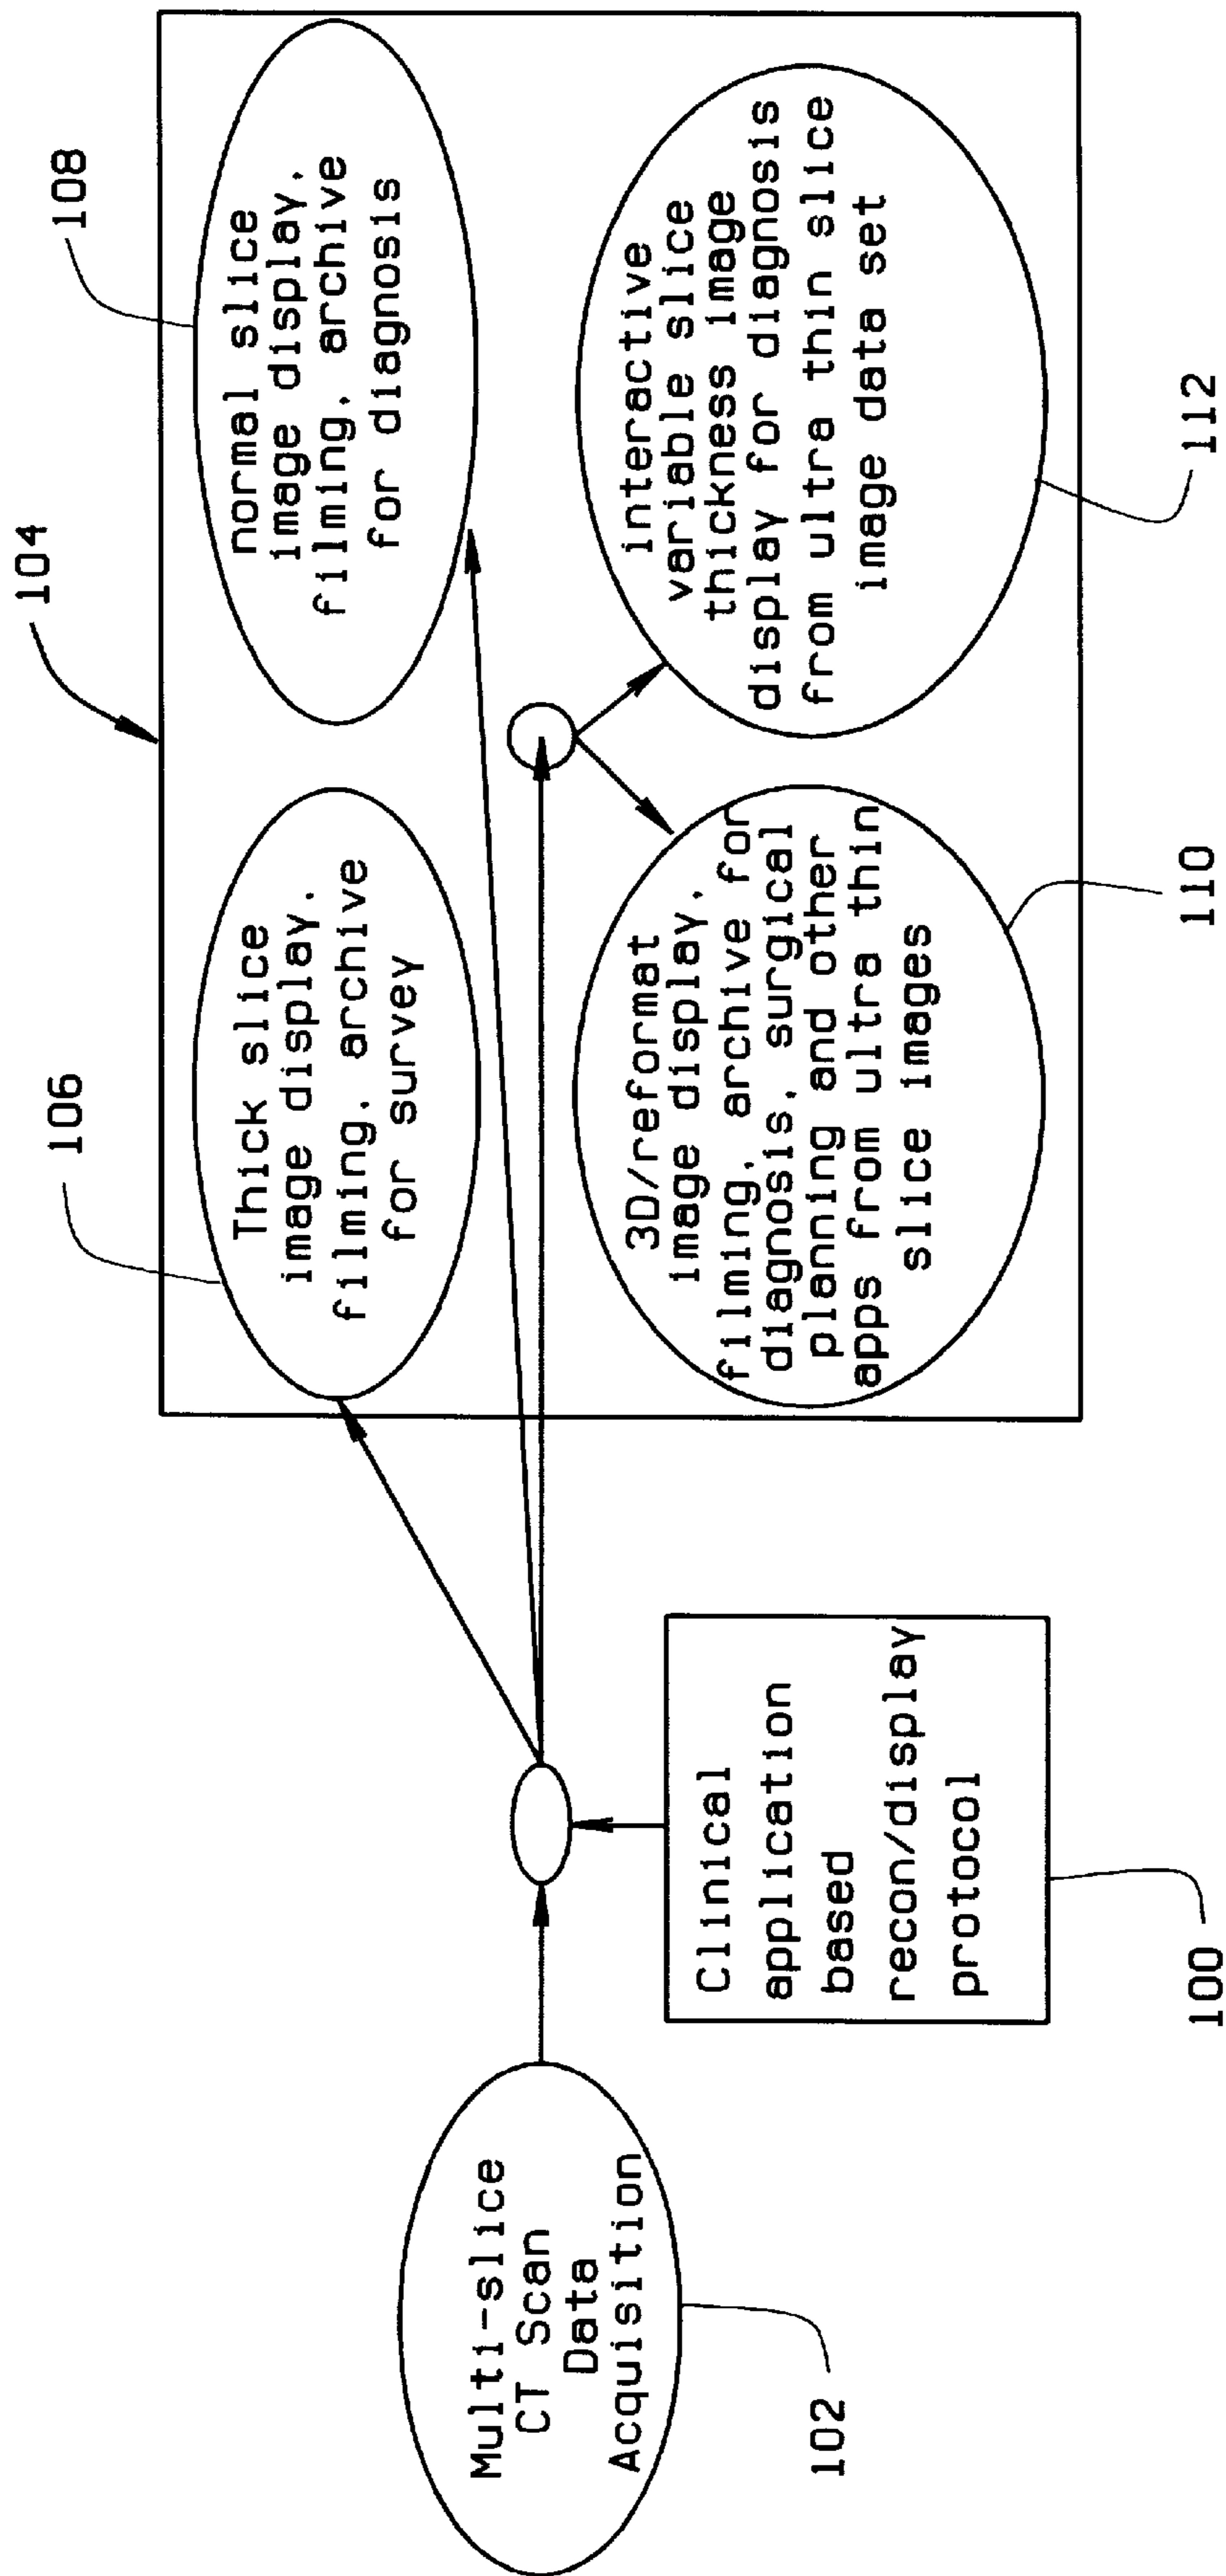 104
106
Thick slice
image display,
filming, archive
for survey
108
normal slice
image display,
filming, archive
for diagnosis
Multi-slice
CT Scan
Data
Acquisition
102
Clinical
application
based
recon/display
protocol
100
3D/reformat
image display,
filming, archive for
diagnosis, surgical
planning and other
apps from ultra thin
slice images
110
interactive
variable slice
thickness image
display for diagnosis
from ultra thin slice
image data set
112